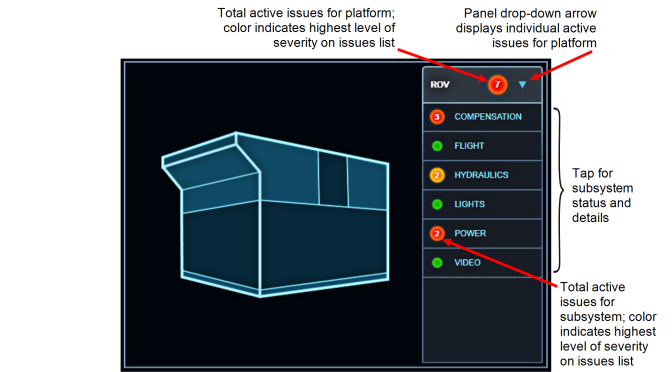 Total active issues for platform;
color indicates highest level of
severity on issues list
Panel drop-down arrow
displays individual active
issues for platform
ROV
7
3 COMPENSATION
FLIGHT
2 HYDRAULICS
LIGHTS
2 POWER
VIDEO
Tap for
subsystem
status and
details
Total active
issues for
subsystem; color
indicates highest
level of severity
on issues list